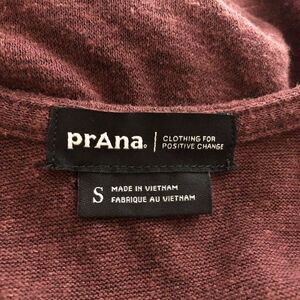 prAna.
CLOTHING FOR
POSITIVE CHANGE
S
MADE IN VIETNAM
FABRIQUE AU VIETNAM